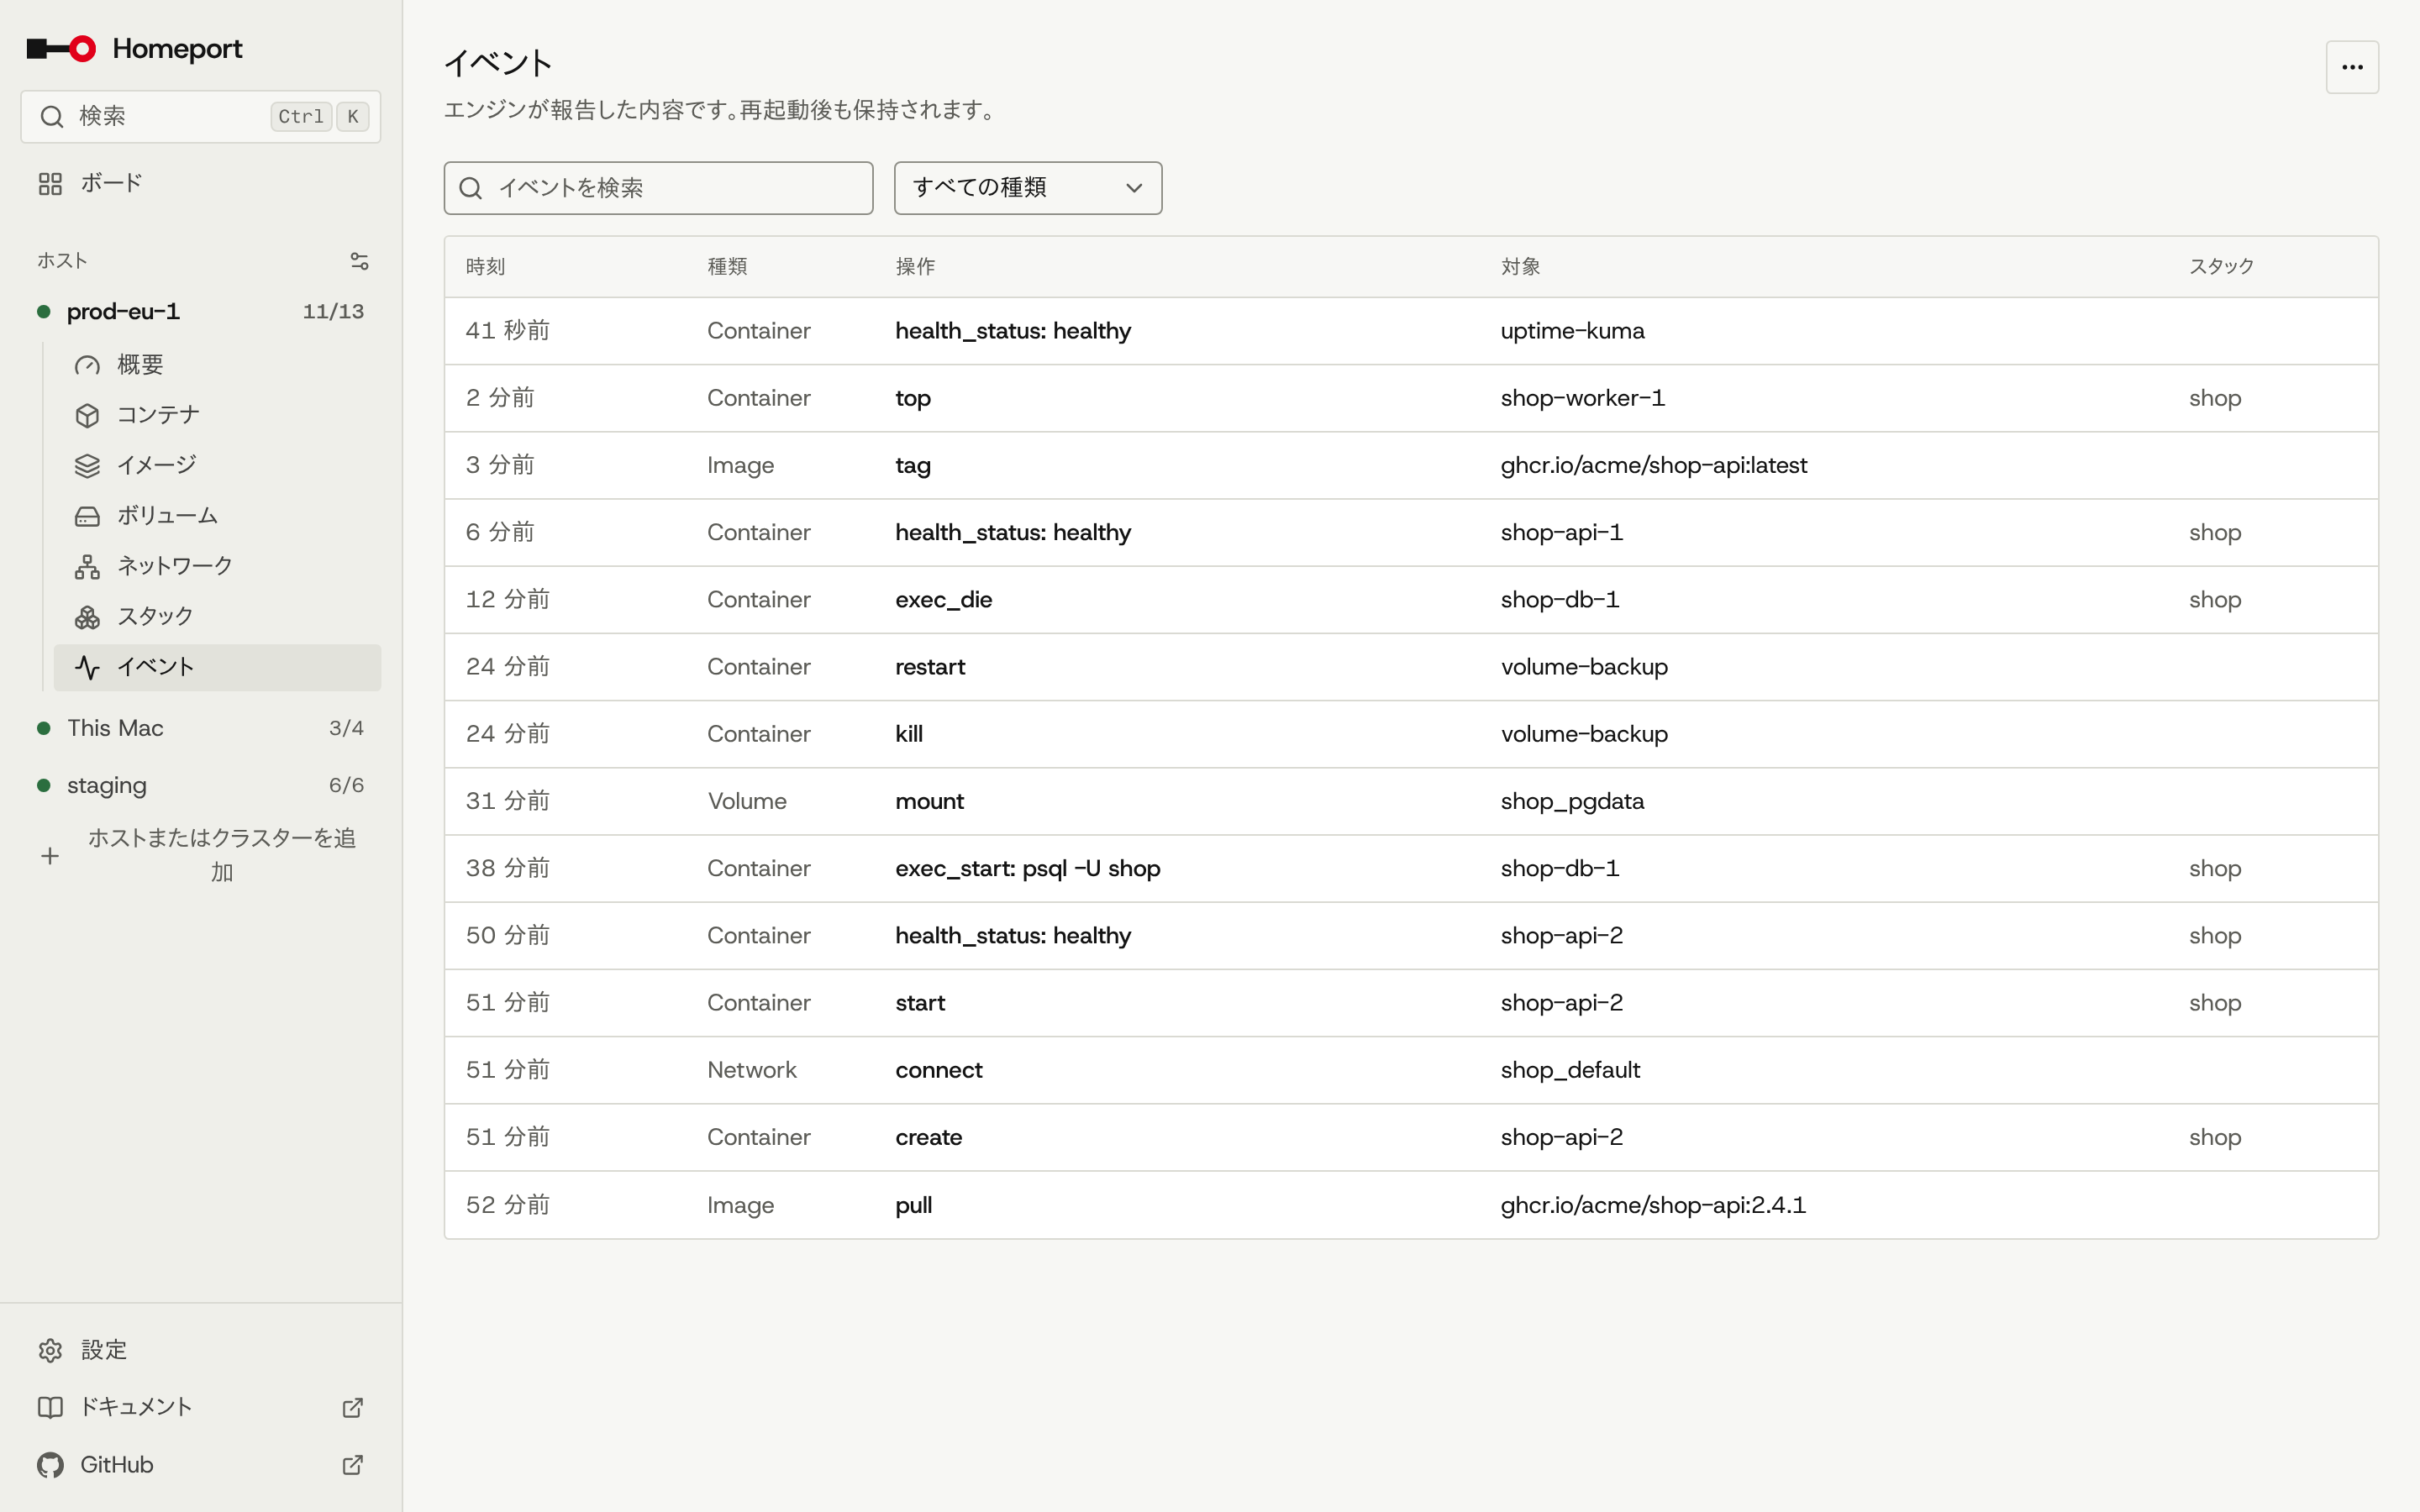 Homeport
検索 Ctrl K
ボード
ホスト
prod-eu-1 11/13
概要
コンテナ
イメージ
ボリューム
ネットワーク
スタック
イベント
This Mac 3/4
staging 6/6
ホストまたはクラスターを追
加
設定
ドキュメント
GitHub
イベント
エンジンが報告した内容です。再起動後も保持されます。
イベントを検索 すべての種類
時刻 種類 操作 対象 スタック
41 秒前 Container health_status: healthy uptime-kuma
2 分前 Container top shop-worker-1 shop
3 分前 Image tag ghcr.io/acme/shop-api:latest
6 分前 Container health_status: healthy shop-api-1 shop
12 分前 Container exec_die shop-db-1 shop
24 分前 Container restart volume-backup
24 分前 Container kill volume-backup
31 分前 Volume mount shop_pgdata
38 分前 Container exec_start: psql -U shop shop-db-1 shop
50 分前 Container health_status: healthy shop-api-2 shop
51 分前 Container start shop-api-2 shop
51 分前 Network connect shop_default
51 分前 Container create shop-api-2 shop
52 分前 Image pull ghcr.io/acme/shop-api:2.4.1